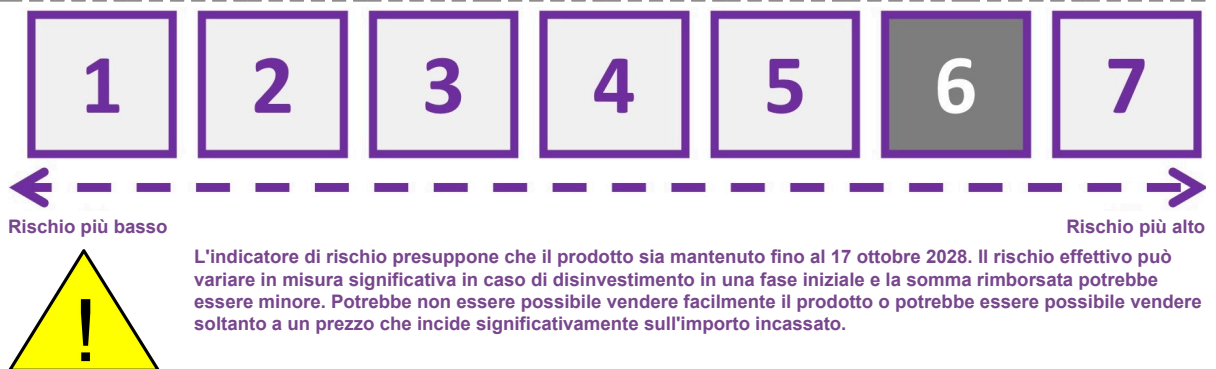 1 2 3 4 5 6 7
Rischio più basso Rischio più alto
L'indicatore di rischio presuppone che il prodotto sia mantenuto fino al 17 ottobre 2028. Il rischio effettivo può
variare in misura significativa in caso di disinvestimento in una fase iniziale e la somma rimborsata potrebbe
essere minore. Potrebbe non essere possibile vendere facilmente il prodotto o potrebbe essere possibile vendere
soltanto a un prezzo che incide significativamente sull'importo incassato.
!